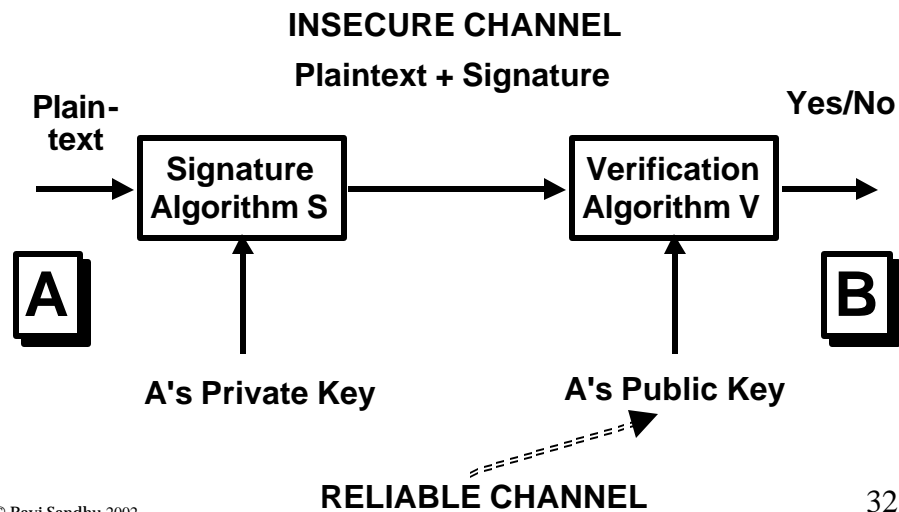 INSECURE CHANNEL
Plaintext + Signature
Plain-
text
Yes/No
Signature
Algorithm S
Verification
Algorithm V
A
B
A's Private Key
A's Public Key
RELIABLE CHANNEL
© Ravi Sandhu 2002
32